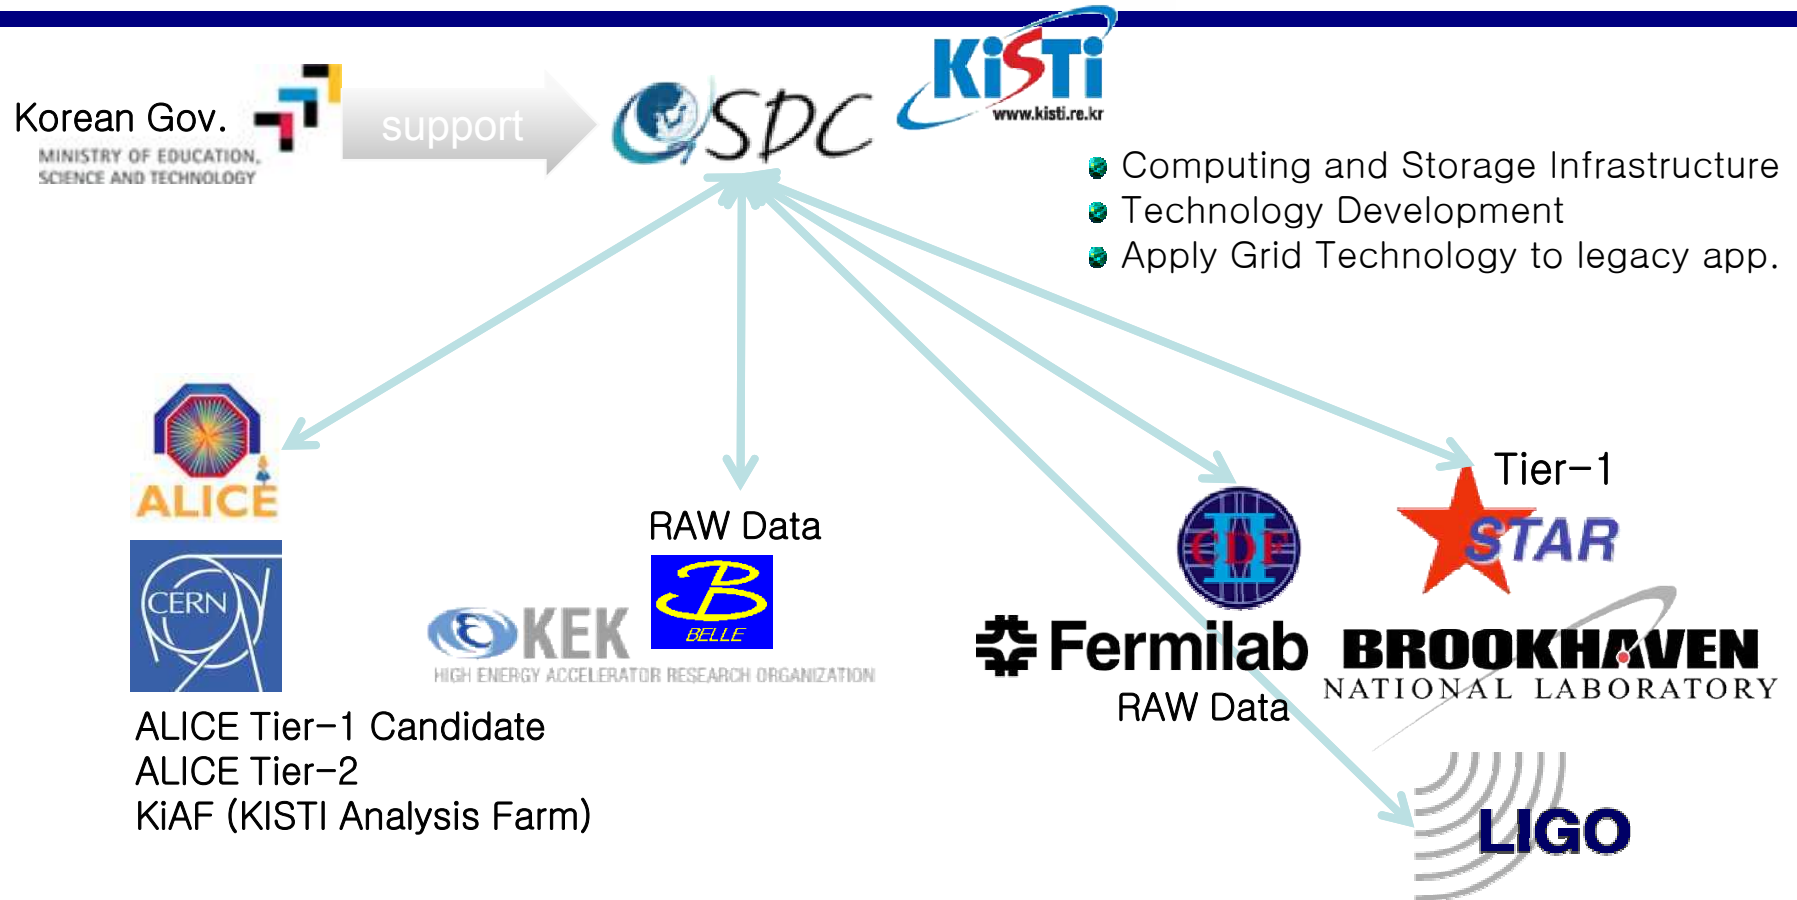 KiSTi
www.kisti.re.kr
Korean Gov.
MINISTRY OF EDUCATION,
SCIENCE AND TECHNOLOGY
support
GSDC
Computing and Storage Infrastructure
Technology Development
Apply Grid Technology to legacy app.
ALICE
CERN
ALICE Tier-1 Candidate
ALICE Tier-2
KiAF (KISTI Analysis Farm)
RAW Data
B
BELLE
KEK
HIGH ENERGY ACCELERATOR RESEARCH ORGANIZATION
II
CDF
Fermilab
RAW Data
Tier-1
STAR
BROOKHAVEN
NATIONAL LABORATORY
LIGO